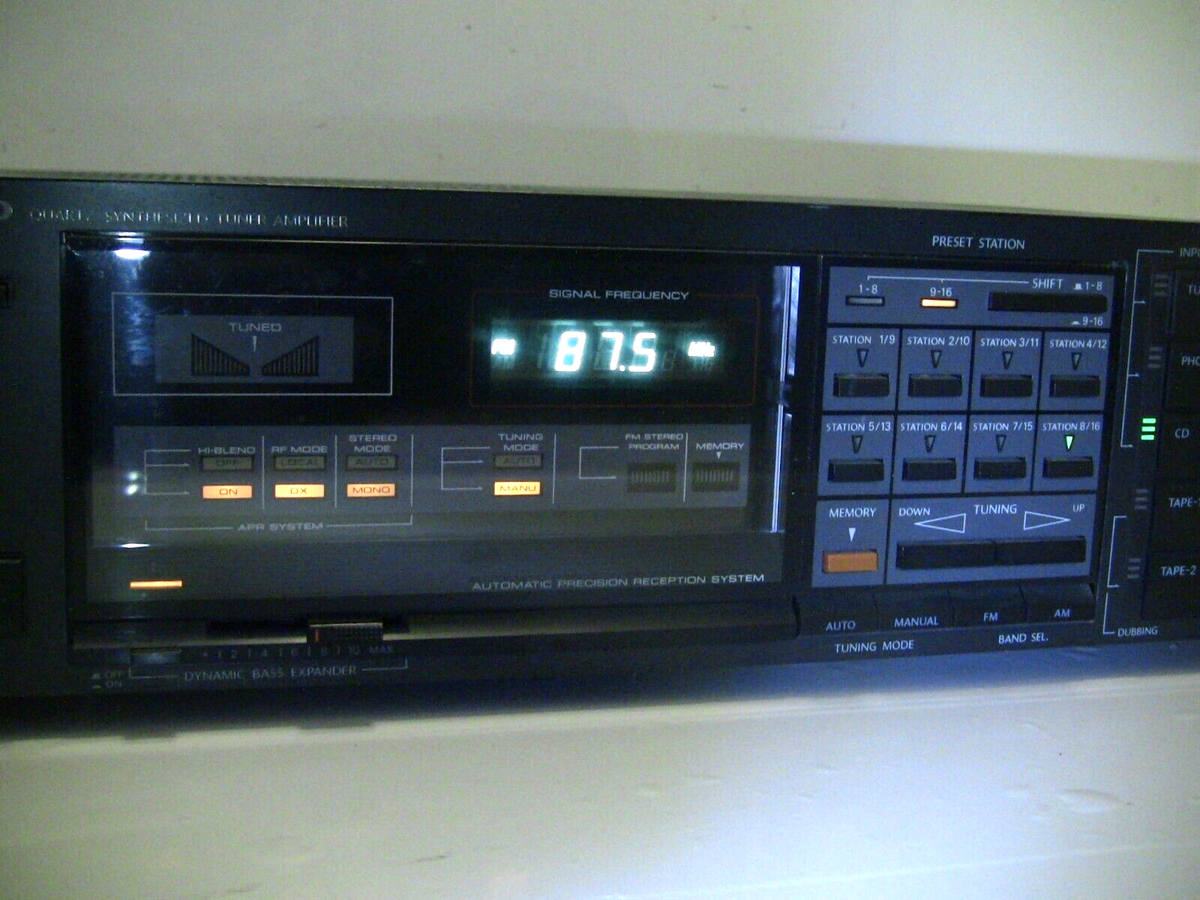 QUARTZ SYNTHESIZED TUNER AMPLIFIER
TUNED
SIGNAL FREQUENCY
FM 87.5 MHz
HI-BLEND
OFF
ON
RF MODE
LOCAL
DX
STEREO
MODE
AUTO
MONO
APR SYSTEM
TUNING
MODE
AUTO
MANU
FM STEREO
PROGRAM
MEMORY
AUTOMATIC PRECISION RECEPTION SYSTEM
OFF
ON
DYNAMIC BASS EXPANDER
8 10 MAX
PRESET STATION
1-8
9-16
SHIFT
1-8
9-16
STATION 1/9
STATION 2/10
STATION 3/11
STATION 4/12
STATION 5/13
STATION 6/14
STATION 7/15
STATION 8/16
MEMORY
DOWN TUNING UP
AUTO MANUAL FM AM
TUNING MODE BAND SEL.
CD
TAPE-2
DUBBING